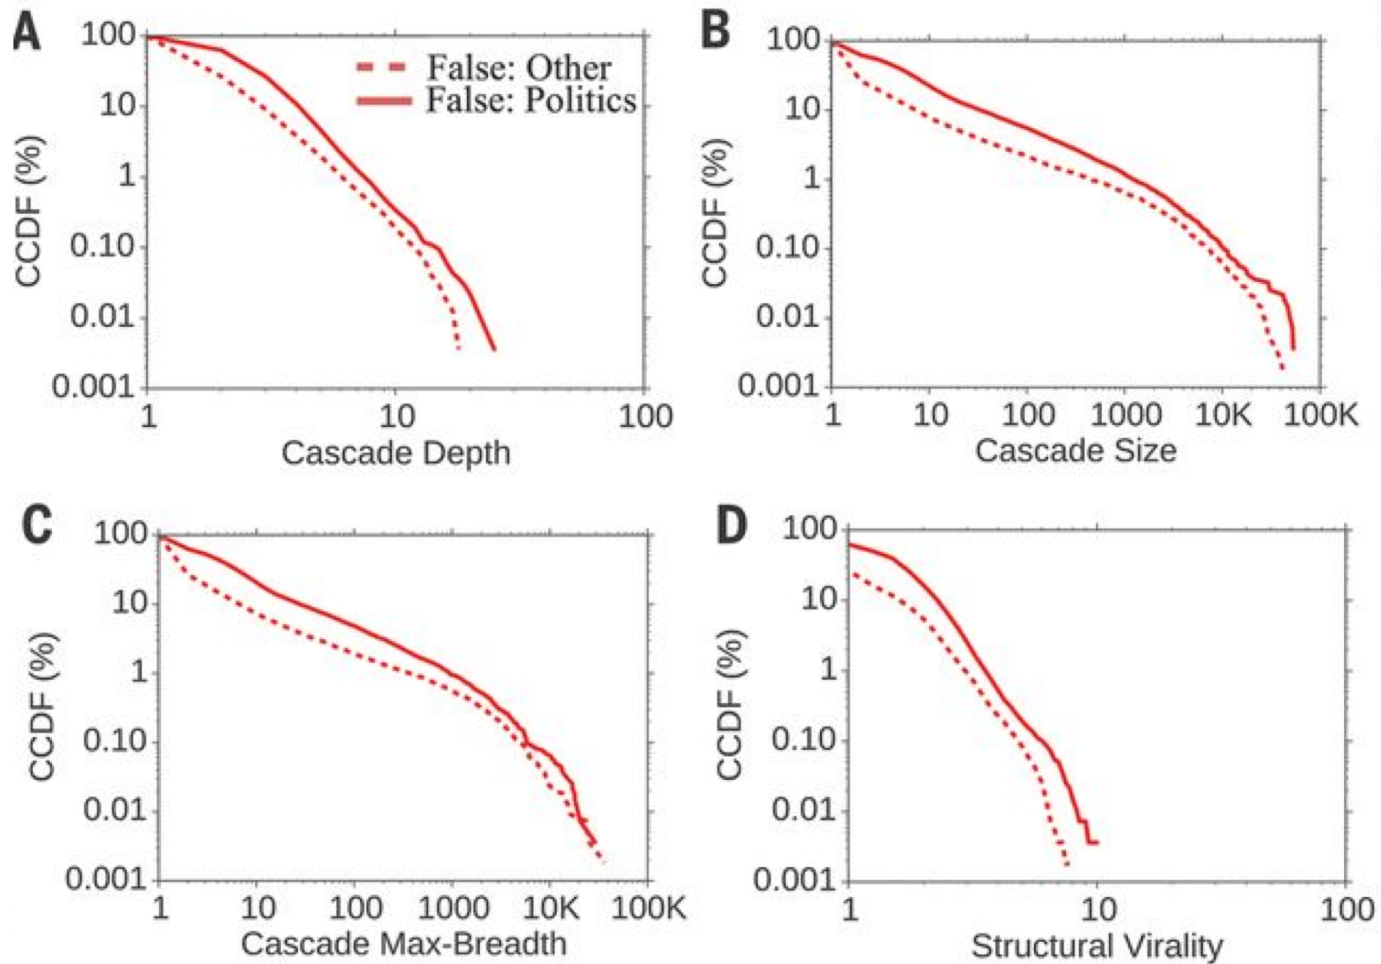 A
100
10
1
0.10
0.01
0.001
CCDF (%)
1 10 100
Cascade Depth
False: Other
False: Politics
B
100
10
1
0.10
0.01
0.001
CCDF (%)
1 10 100 1000 10K 100K
Cascade Size
C
100
10
1
0.10
0.01
0.001
CCDF (%)
1 10 100 1000 10K 100K
Cascade Max-Breadth
D
100
10
1
0.10
0.01
0.001
CCDF (%)
1 10 100
Structural Virality